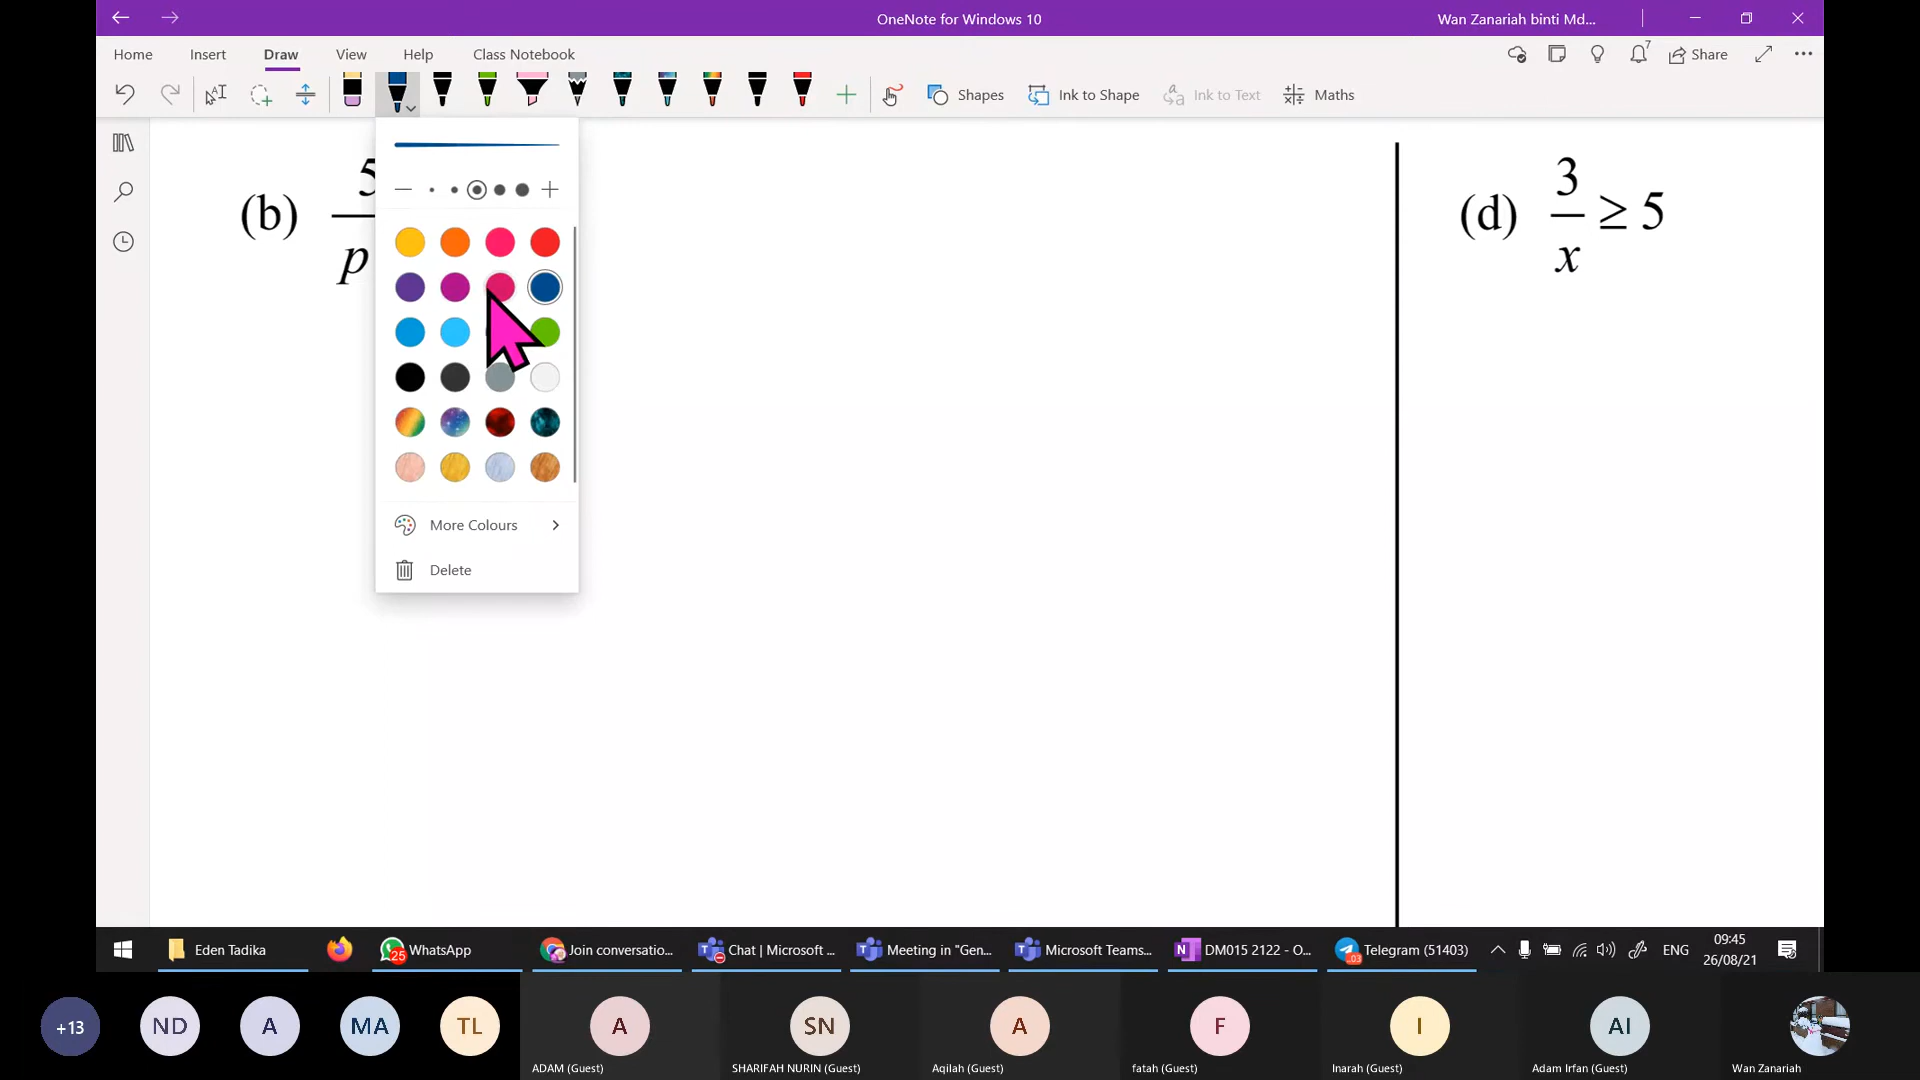 OneNote for Windows 10
Wan Zanariah binti Md...
Home Insert Draw View Help Class Notebook
7
Share
Shapes Ink to Shape Ink to Text Maths
(b) 5
p
(d) 3
x ≥ 5
More Colours
Delete
Eden Tadika
25 WhatsApp
Join conversatio...
Chat | Microsoft ...
Meeting in "Gen...
Microsoft Teams...
DM015 2122 - O...
Telegram (51403)
ENG
09:45
26/08/21
+13 ND A MA TL A SN A F I AI
ADAM (Guest) SHARIFAH NURIN (Guest) Aqilah (Guest) fatah (Guest) Inarah (Guest) Adam Irfan (Guest) Wan Zanariah